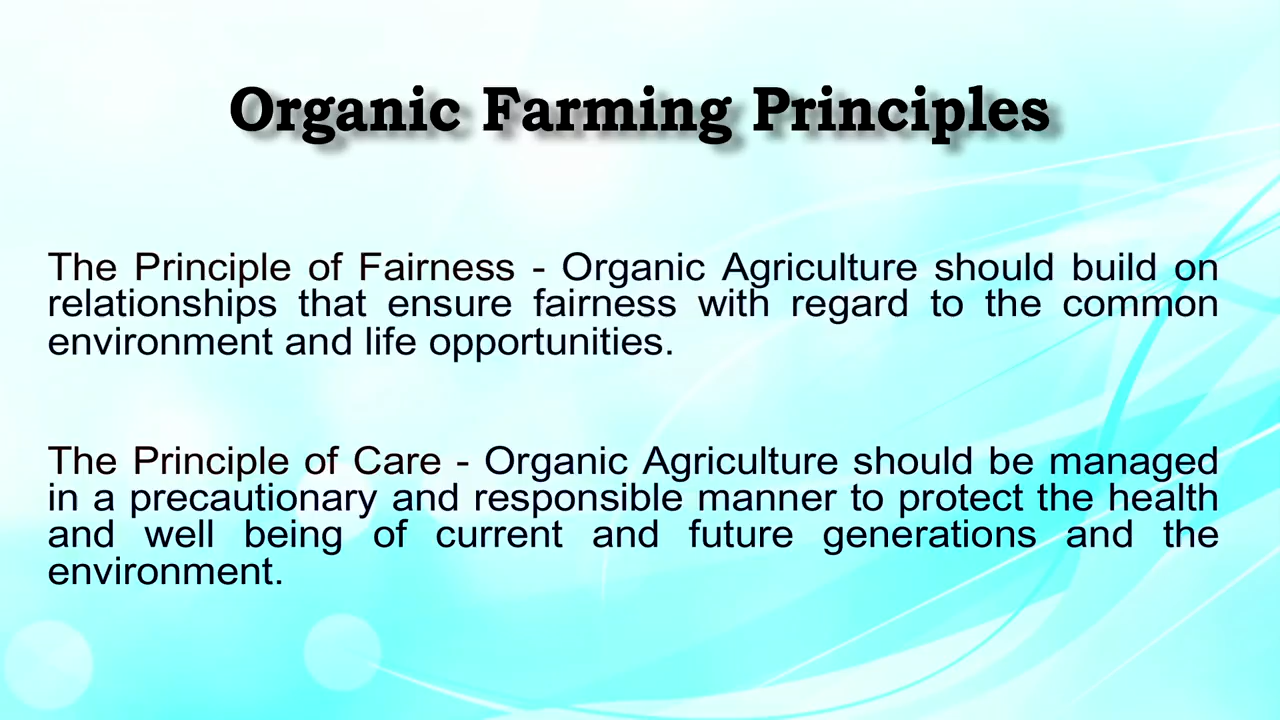 Organic Farming Principles
The Principle of Fairness - Organic Agriculture should build on
relationships that ensure fairness with regard to the common
environment and life opportunities.
The Principle of Care - Organic Agriculture should be managed
in a precautionary and responsible manner to protect the health
and well being of current and future generations and the
environment.